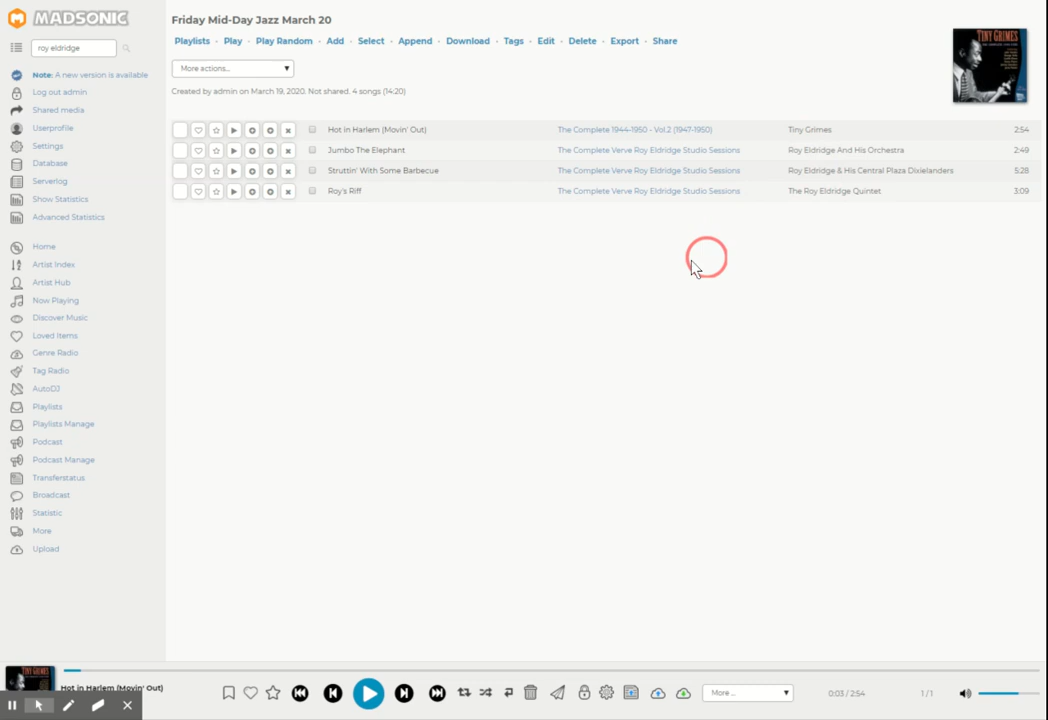 MADSONIC
roy eldridge
Note: A new version is available
Log out admin
Shared media
Userprofile
Settings
Database
Serverlog
Show Statistics
Advanced Statistics
Home
Artist Index
Artist Hub
Now Playing
Discover Music
Loved Items
Genre Radio
Tag Radio
AutoDJ
Playlists
Playlists Manage
Podcast
Podcast Manage
Transferstatus
Broadcast
Statistic
More
Upload
Friday Mid-Day Jazz March 20
Playlists · Play · Play Random · Add · Select · Append · Download · Tags · Edit · Delete · Export · Share
More actions...
Created by admin on March 19, 2020. Not shared. 4 songs (14:20)
TINY GRIMES
Hot in Harlem (Movin' Out) The Complete 1944-1950 - Vol.2 (1947-1950) Tiny Grimes 2:54
Jumbo The Elephant The Complete Verve Roy Eldridge Studio Sessions Roy Eldridge And His Orchestra 2:49
Struttin' With Some Barbecue The Complete Verve Roy Eldridge Studio Sessions Roy Eldridge & His Central Plaza Dixielanders 5:28
Roy's Riff The Complete Verve Roy Eldridge Studio Sessions The Roy Eldridge Quintet 3:09
TINY GRIMES
Hot in Harlem (Movin' Out)
More ...
0:03 / 2:54
1 / 1